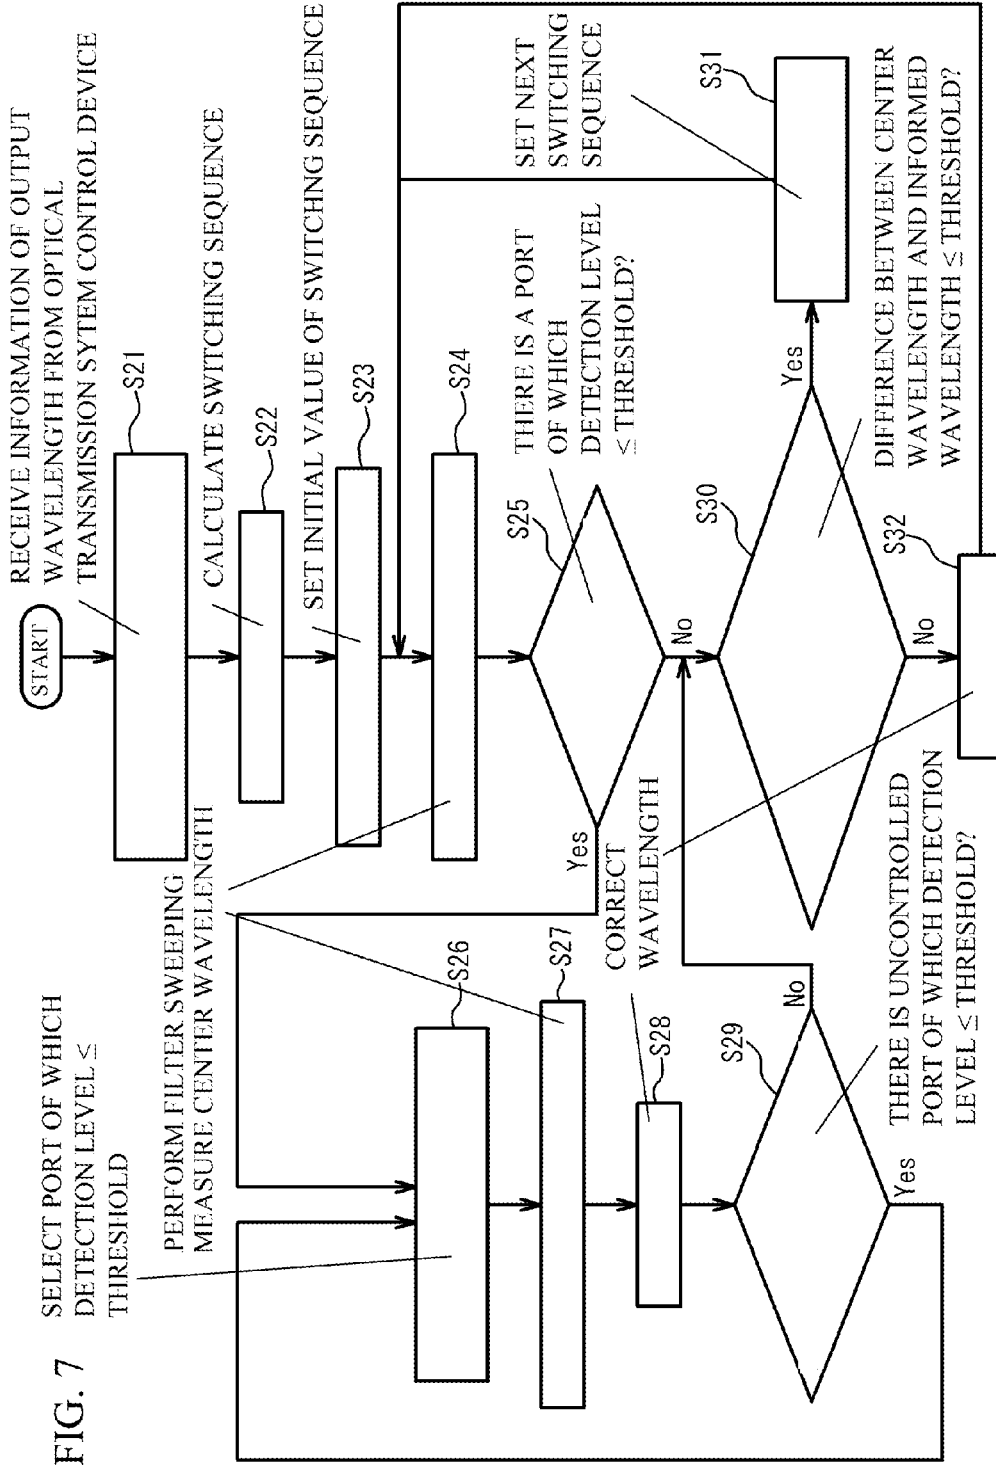 FIG. 7
START
RECEIVE INFORMATION OF OUTPUT
WAVELENGTH FROM OPTICAL
TRANSMISSION SYTEM CONTROL DEVICE
S21
CALCULATE SWITCHING SEQUENCE
S22
SET INITIAL VALUE OF SWITCHNG SEQUENCE
S23
PERFORM FILTER SWEEPING
MEASURE CENTER WAVELENGTH
S24
THERE IS A PORT
OF WHICH
DETECTION LEVEL
≤ THRESHOLD?
S25
Yes
No
SELECT PORT OF WHICH
DETECTION LEVEL ≤
THRESHOLD
S26
S27
CORRECT
WAVELENGTH
S28
S29
No
Yes
THERE IS UNCONTROLLED
PORT OF WHICH DETECTION
LEVEL ≤ THRESHOLD?
S30
Yes
No
DIFFERENCE BETWEEN CENTER
WAVELENGTH AND INFORMED
WAVELENGTH ≤ THRESHOLD?
SET NEXT
SWITCHING
SEQUENCE
S31
S32